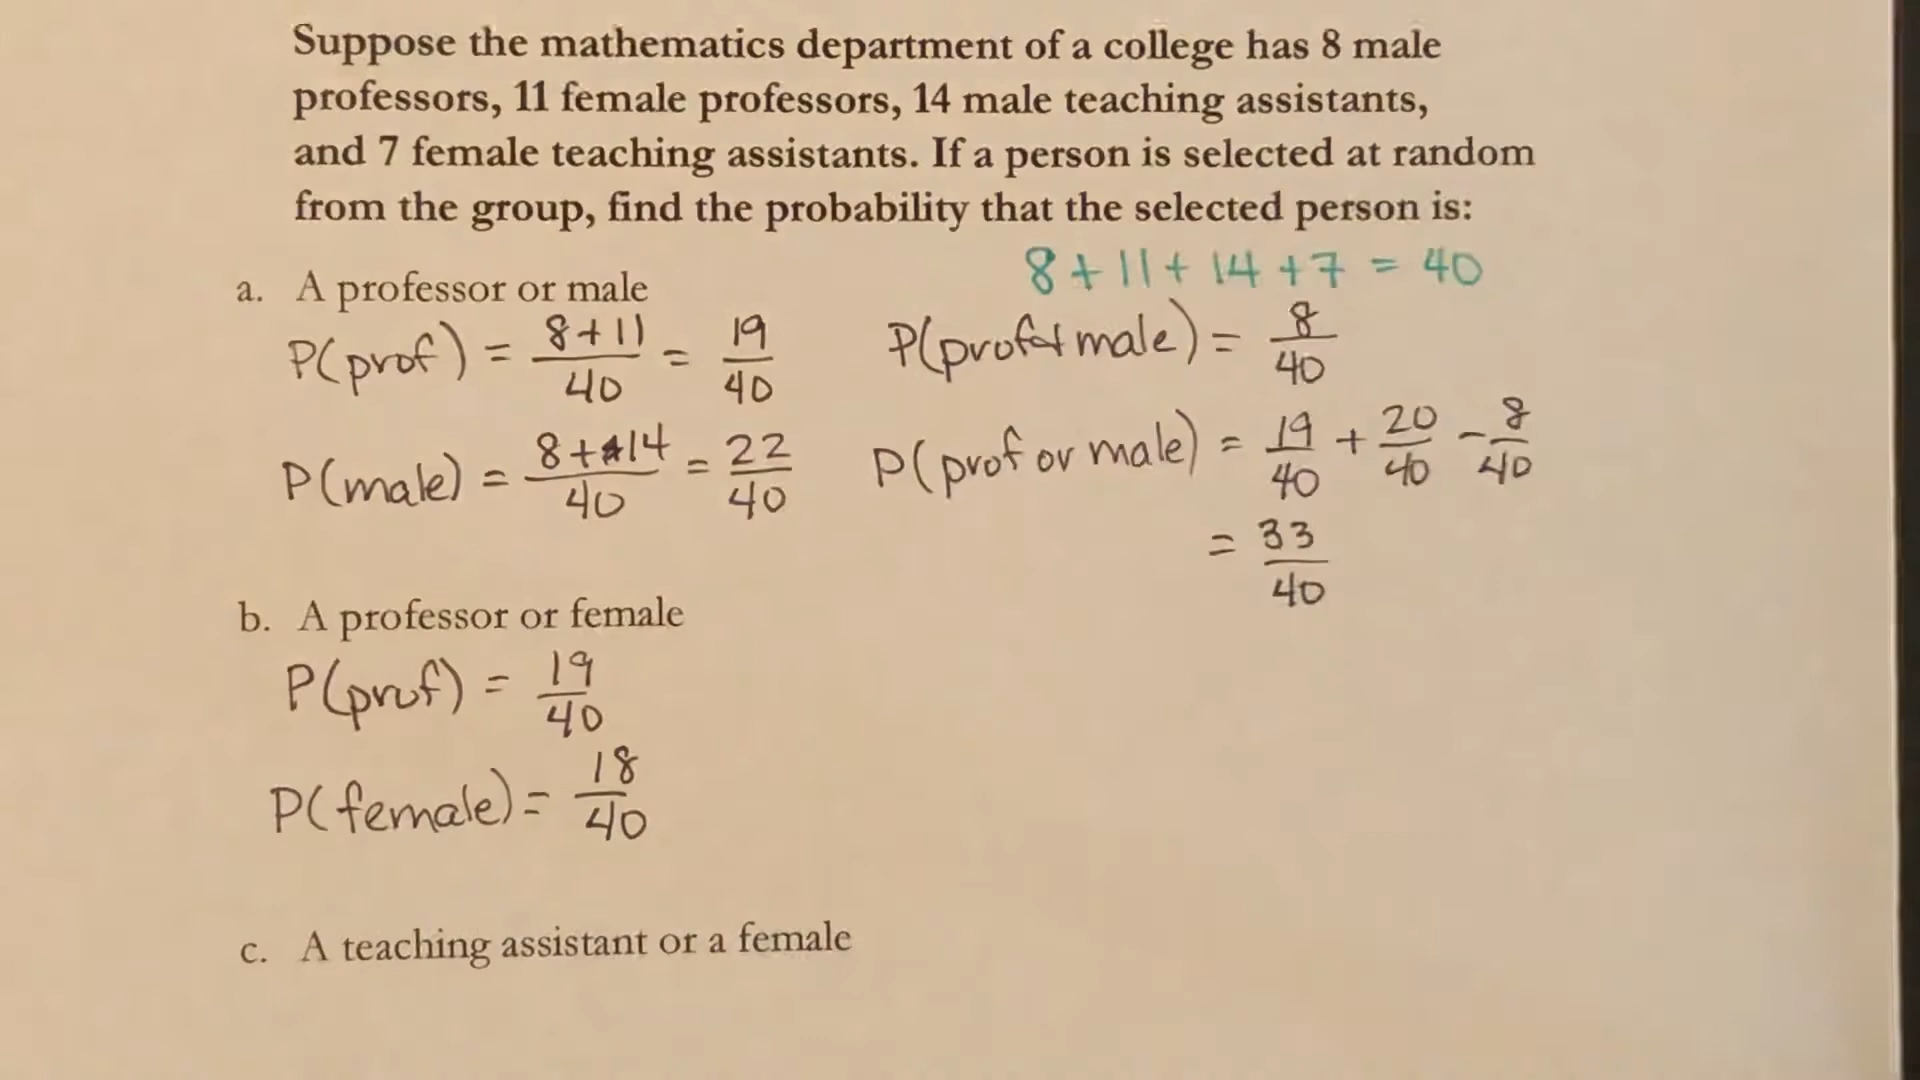 Suppose the mathematics department of a college has 8 male
professors, 11 female professors, 14 male teaching assistants,
and 7 female teaching assistants. If a person is selected at random
from the group, find the probability that the selected person is:
8 + 11 + 14 + 7 = 40
a. A professor or male
P(prof) = 8+11/40 = 19/40
P(male) = 8+14/40 = 22/40
P(prof & male) = 8/40
P(prof or male) = 19/40 + 20/40 - 8/40
= 33/40
b. A professor or female
P(prof) = 19/40
P(female) = 18/40
c. A teaching assistant or a female